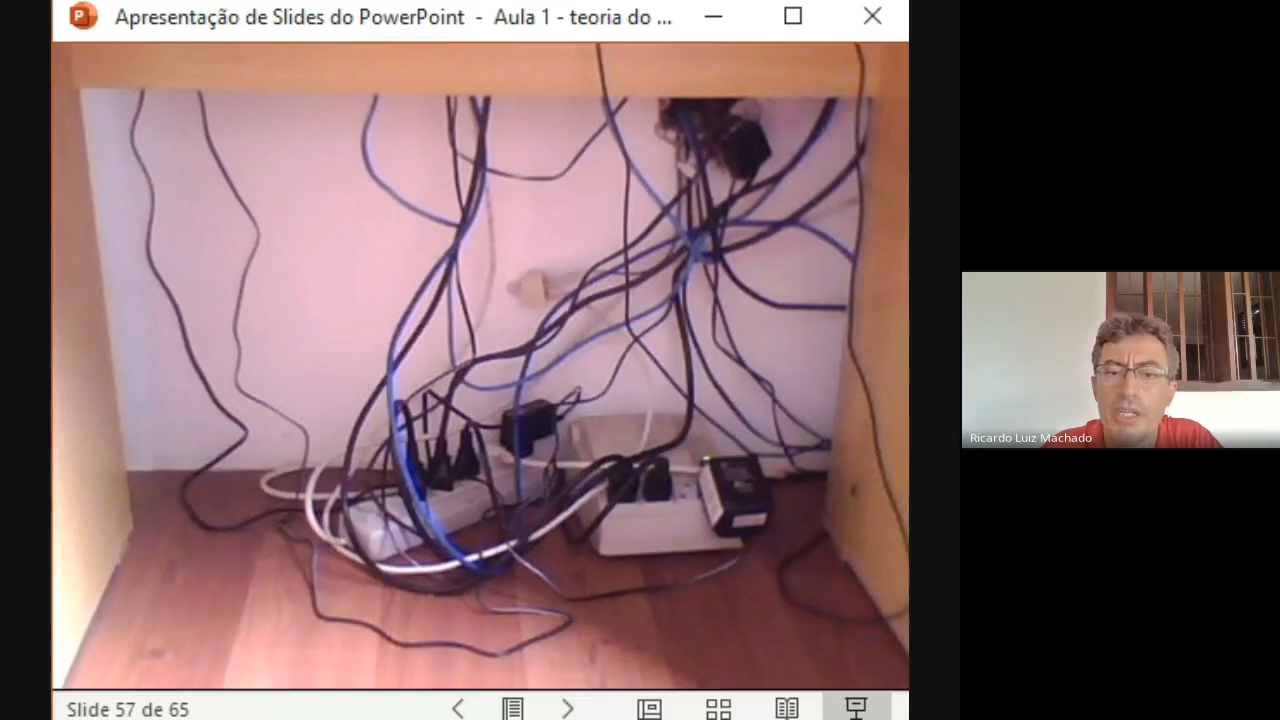 P Apresentação de Slides do PowerPoint - Aula 1 - teoria do ...
Ricardo Luiz Machado
Slide 57 de 65